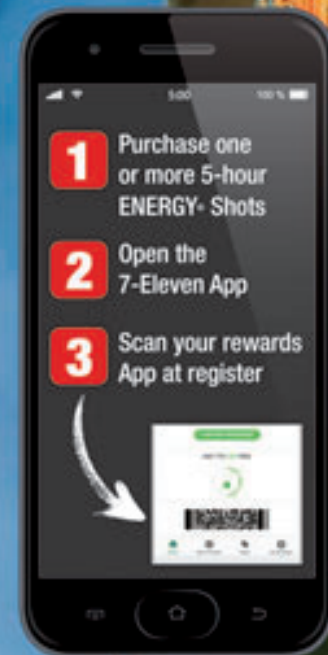 5:00
100 %
1
Purchase one
or more 5-hour
ENERGY® Shots
2
Open the
7-Eleven App
3
Scan your rewards
App at register